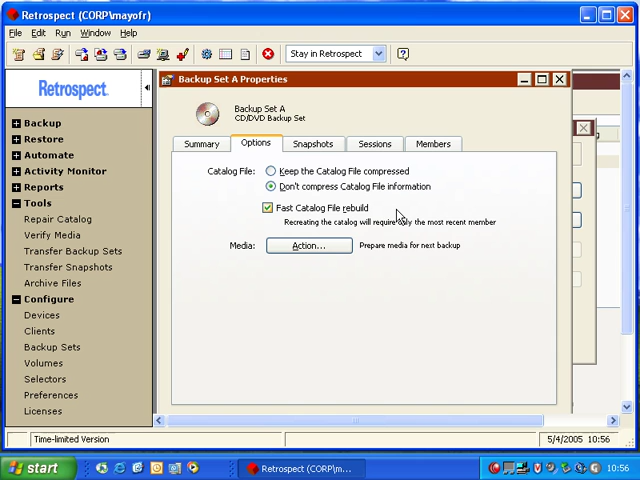 Retrospect (CORP\mayofr)
File Edit Run Window Help
Stay in Retrospect
Retrospect.
Backup
Restore
Automate
Activity Monitor
Reports
Tools
Repair Catalog
Verify Media
Transfer Backup Sets
Transfer Snapshots
Archive Files
Configure
Devices
Clients
Backup Sets
Volumes
Selectors
Preferences
Licenses
Backup Set A Properties
Backup Set A
CD/DVD Backup Set
Summary Options Snapshots Sessions Members
Catalog File: Keep the Catalog File compressed
Don't compress Catalog File information
Fast Catalog File rebuild
Recreating the catalog will require only the most recent member
Media: Action... Prepare media for next backup
Time-limited Version 5/4/2005 10:56
start Retrospect (CORP\m... 10:56